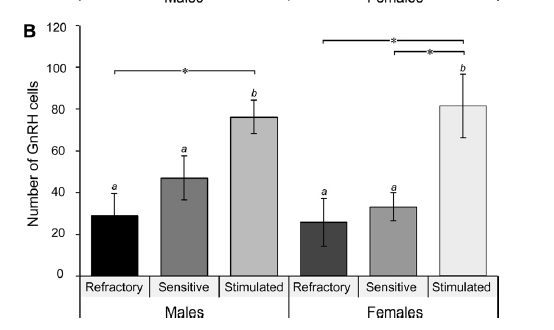 Males Females
B
Number of GnRH cells
120
100
80
60
40
20
0
*
*
*
a
a
b
a
a
b
Refractory Sensitive Stimulated Refractory Sensitive Stimulated
Males Females